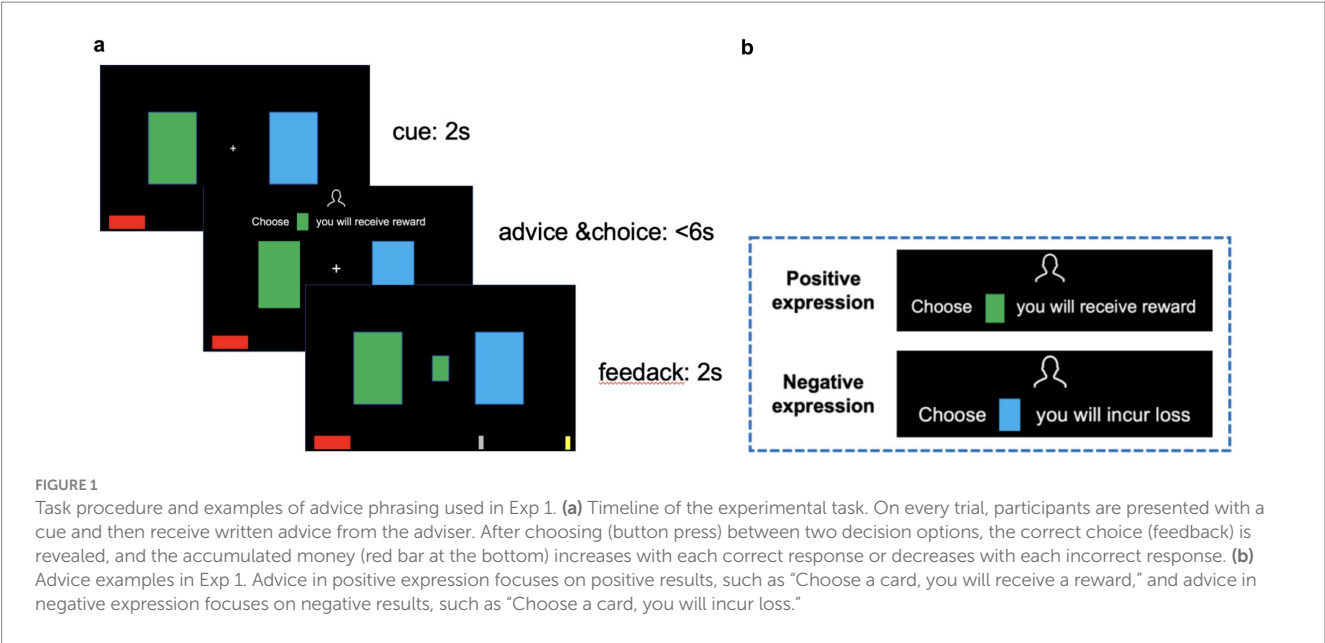 a
b
cue: 2s
Choose you will receive reward
advice &choice: <6s
feedack: 2s
Positive
expression
Choose you will receive reward
Negative
expression
Choose you will incur loss
FIGURE 1
Task procedure and examples of advice phrasing used in Exp 1. (a) Timeline of the experimental task. On every trial, participants are presented with a
cue and then receive written advice from the adviser. After choosing (button press) between two decision options, the correct choice (feedback) is
revealed, and the accumulated money (red bar at the bottom) increases with each correct response or decreases with each incorrect response. (b)
Advice examples in Exp 1. Advice in positive expression focuses on positive results, such as “Choose a card, you will receive a reward,” and advice in
negative expression focuses on negative results, such as “Choose a card, you will incur loss.”